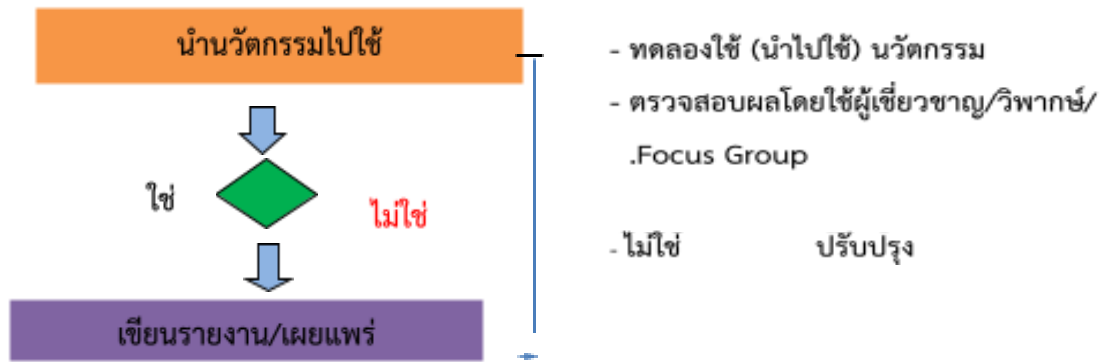 นำนวัตกรรมไปใช้
- ทดลองใช้ (นำไปใช้) นวัตกรรม
- ตรวจสอบผลโดยใช้ผู้เชี่ยวชาญ/วิพากษ์/
.Focus Group
ใช่
ไม่ใช่
- ไม่ใช่ ปรับปรุง
เขียนรายงาน/เผยแพร่